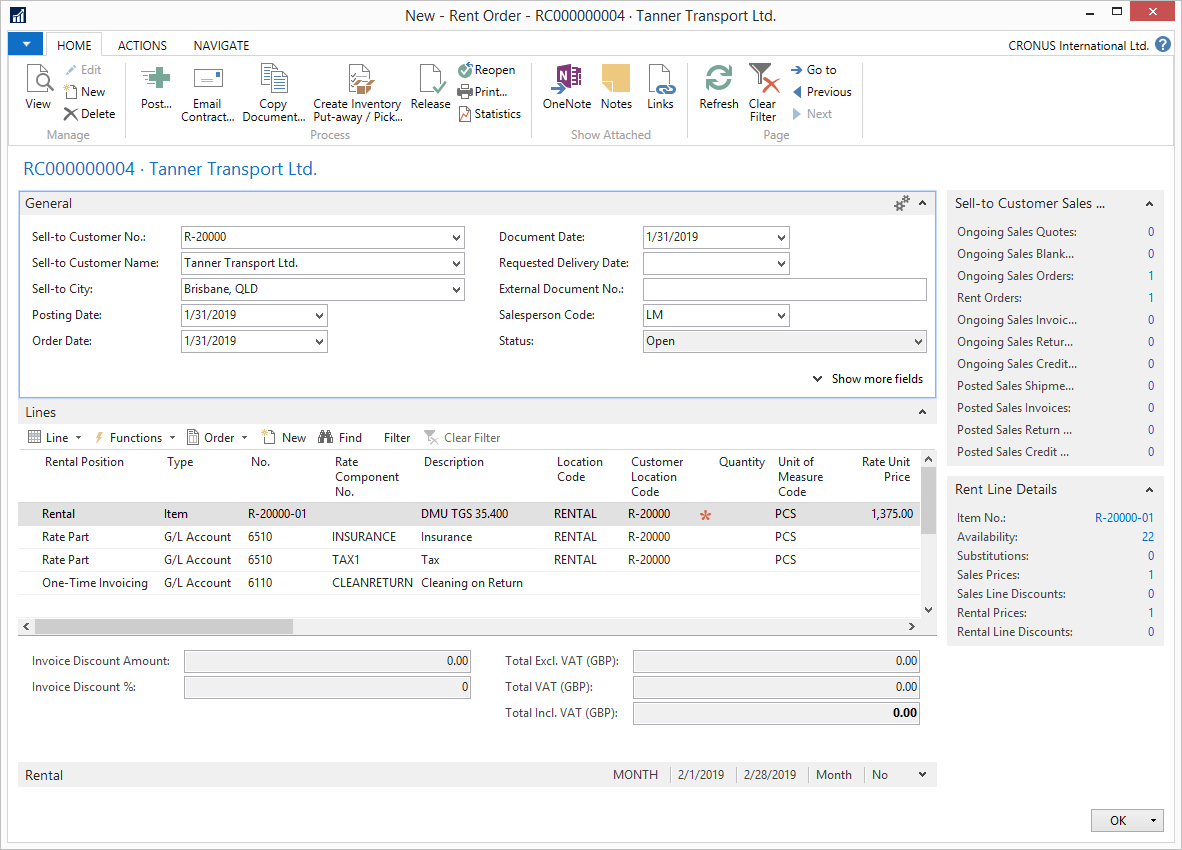 New - Rent Order - RC000000004 · Tanner Transport Ltd.
HOME ACTIONS NAVIGATE CRONUS International Ltd. ?
View
Edit
New
Delete
Manage
Post...
Email Contract...
Copy Document...
Create Inventory Put-away / Pick...
Release
Reopen
Print...
Statistics
Process
OneNote
Notes
Links
Show Attached
Refresh
Clear Filter
Go to
Previous
Next
Page
RC000000004 · Tanner Transport Ltd.
General
Sell-to Customer No.: R-20000
Sell-to Customer Name: Tanner Transport Ltd.
Sell-to City: Brisbane, QLD
Posting Date: 1/31/2019
Order Date: 1/31/2019
Document Date: 1/31/2019
Requested Delivery Date:
External Document No.:
Salesperson Code: LM
Status: Open
Show more fields
Lines
Line Functions Order New Find Filter Clear Filter
Rental Position Type No. Rate Component No. Description Location Code Customer Location Code Quantity Unit of Measure Code Rate Unit Price
Rental Item R-20000-01 DMU TGS 35.400 RENTAL R-20000 * PCS 1,375.00
Rate Part G/L Account 6510 INSURANCE Insurance RENTAL R-20000 PCS
Rate Part G/L Account 6510 TAX1 Tax RENTAL R-20000 PCS
One-Time Invoicing G/L Account 6110 CLEANRETURN Cleaning on Return
Invoice Discount Amount: 0.00
Invoice Discount %: 0
Total Excl. VAT (GBP): 0.00
Total VAT (GBP): 0.00
Total Incl. VAT (GBP): 0.00
Rental MONTH 2/1/2019 2/28/2019 Month No
Sell-to Customer Sales ...
Ongoing Sales Quotes: 0
Ongoing Sales Blank... 0
Ongoing Sales Orders: 1
Rent Orders: 1
Ongoing Sales Invoic... 0
Ongoing Sales Retur... 0
Ongoing Sales Credit... 0
Posted Sales Shipme... 0
Posted Sales Invoices: 0
Posted Sales Return ... 0
Posted Sales Credit ... 0
Rent Line Details
Item No.: R-20000-01
Availability: 22
Substitutions: 0
Sales Prices: 1
Sales Line Discounts: 0
Rental Prices: 1
Rental Line Discounts: 0
OK